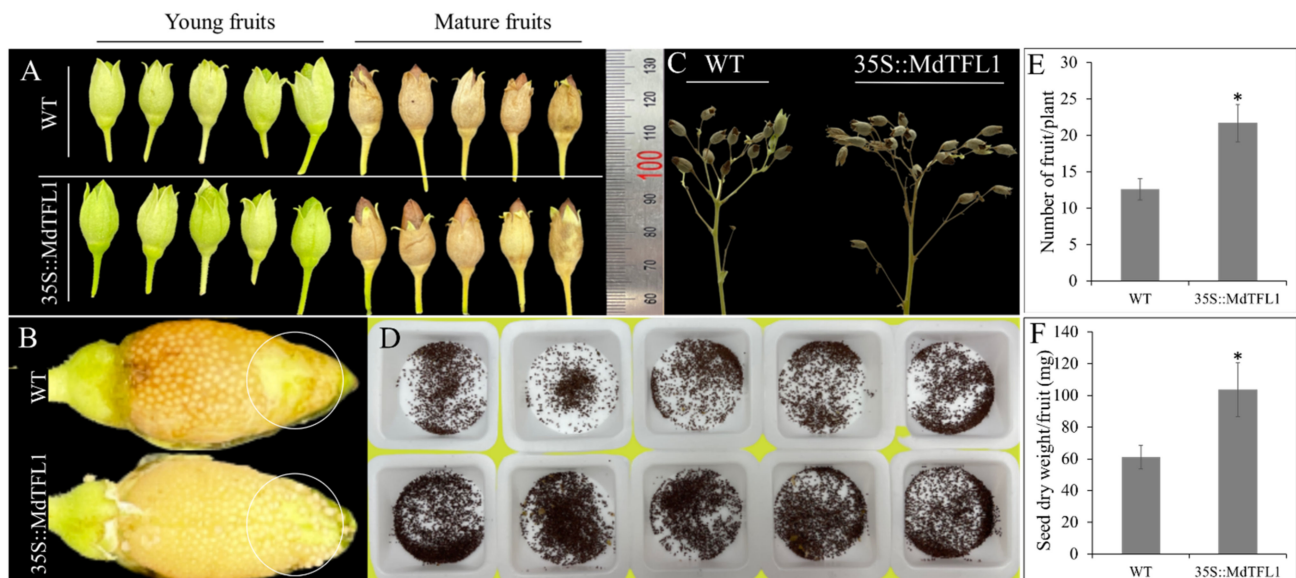 Young fruits
Mature fruits
A
WT
35S::MdTFL1
130
120
110
100
90
80
70
60
C
WT
35S::MdTFL1
E
Number of fruit/plant
30
25
20
15
10
5
0
WT
35S::MdTFL1
*
B
WT
35S::MdTFL1
D
F
Seed dry weight/fruit (mg)
140
120
100
80
60
40
20
0
WT
35S::MdTFL1
*